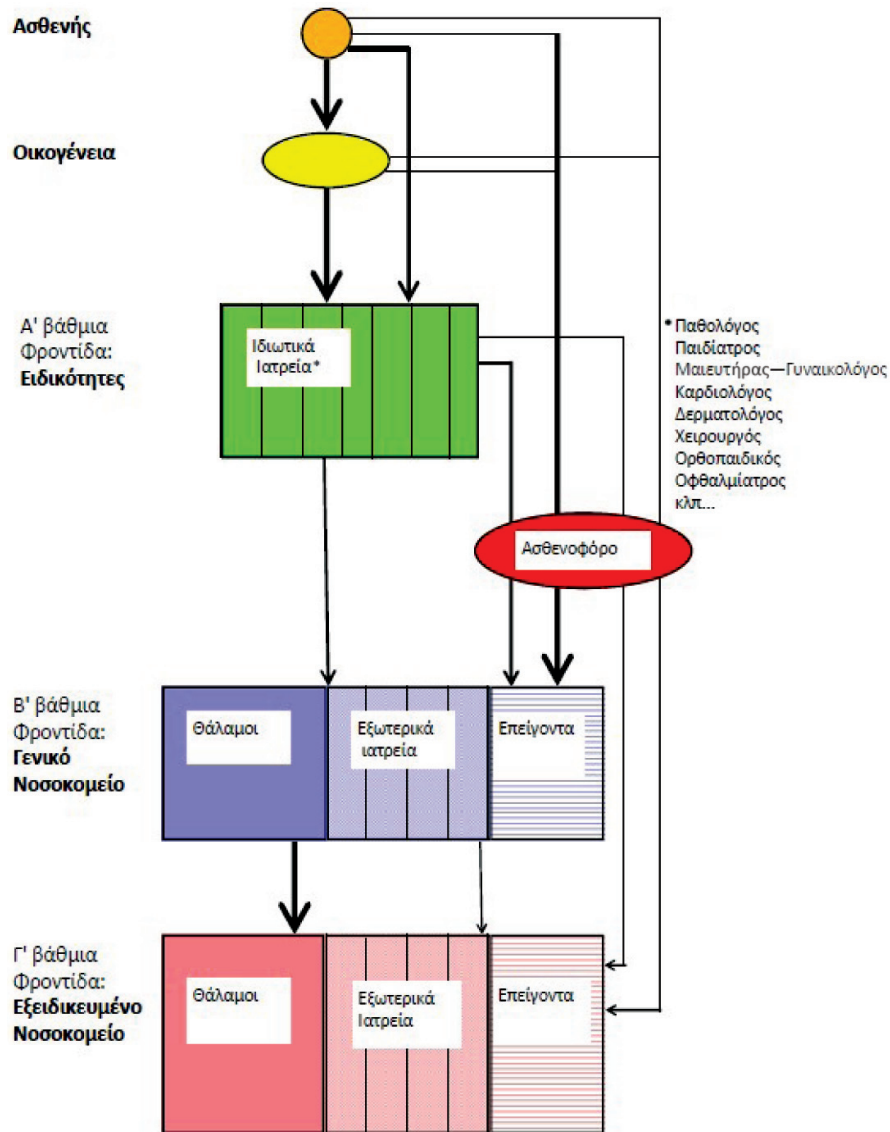 Ασθενής
Οικογένεια
Α' βάθμια
Φροντίδα:
Ειδικότητες
Ιδιωτικά
Ιατρεία*
* Παθολόγος
Παιδίατρος
Μαιευτήρας—Γυναικολόγος
Καρδιολόγος
Δερματολόγος
Χειρουργός
Ορθοπαιδικός
Οφθαλμίατρος
κλπ...
Ασθενοφόρο
Β' βάθμια
Φροντίδα:
Γενικό
Νοσοκομείο
Θάλαμοι
Εξωτερικά
ιατρεία
Επείγοντα
Γ' βάθμια
Φροντίδα:
Εξειδικευμένο
Νοσοκομείο
Θάλαμοι
Εξωτερικά
Ιατρεία
Επείγοντα